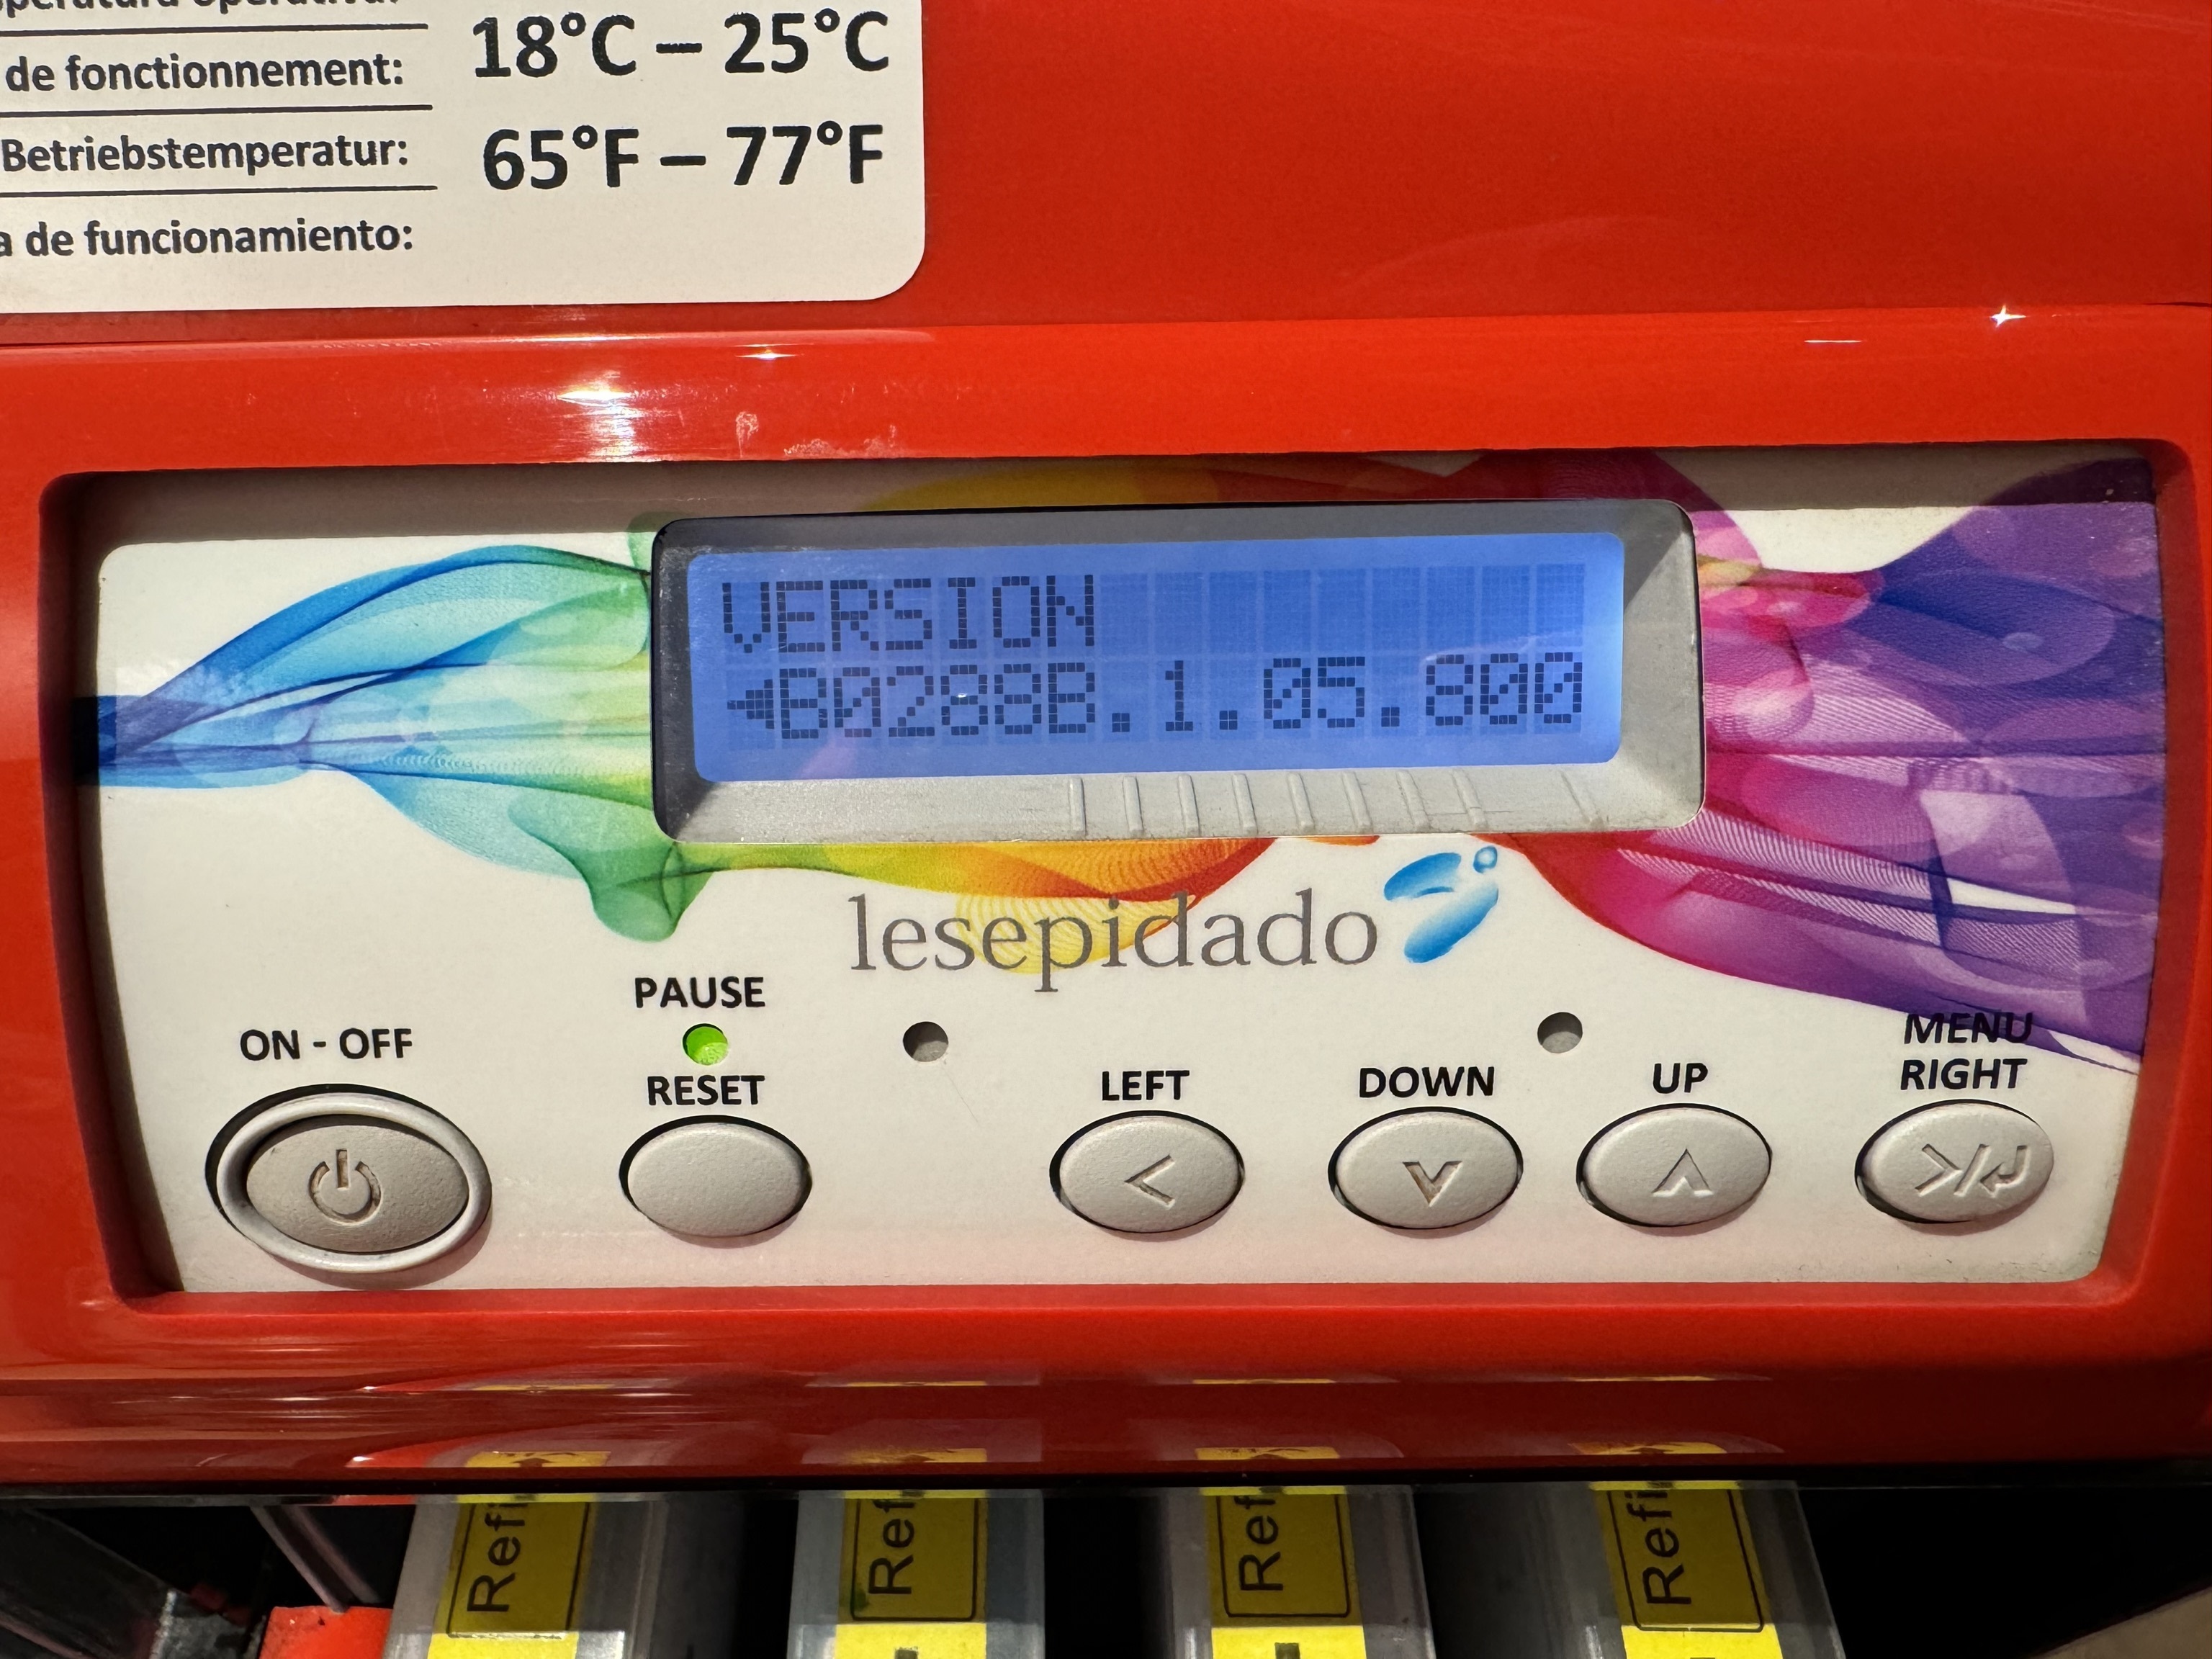 de fonctionnement:
18°C – 25°C
Betriebstemperatur:
65°F – 77°F
de funcionamiento:
VERSION
B0288B.1.05.800
lesepidado
PAUSE
ON - OFF
RESET
LEFT
DOWN
UP
MENU
RIGHT